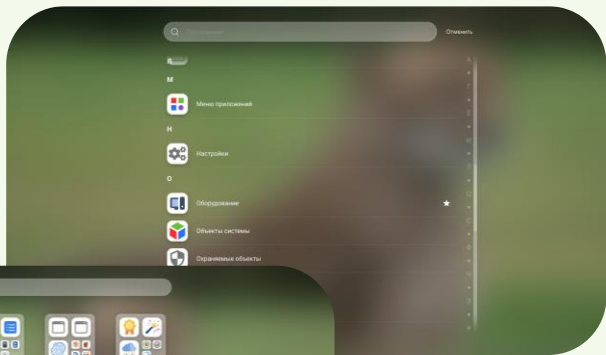 Отменить
В
М
Меню приложений
Н
Настройки
О
Оборудование
Объекты системы
Охраняемые объекты